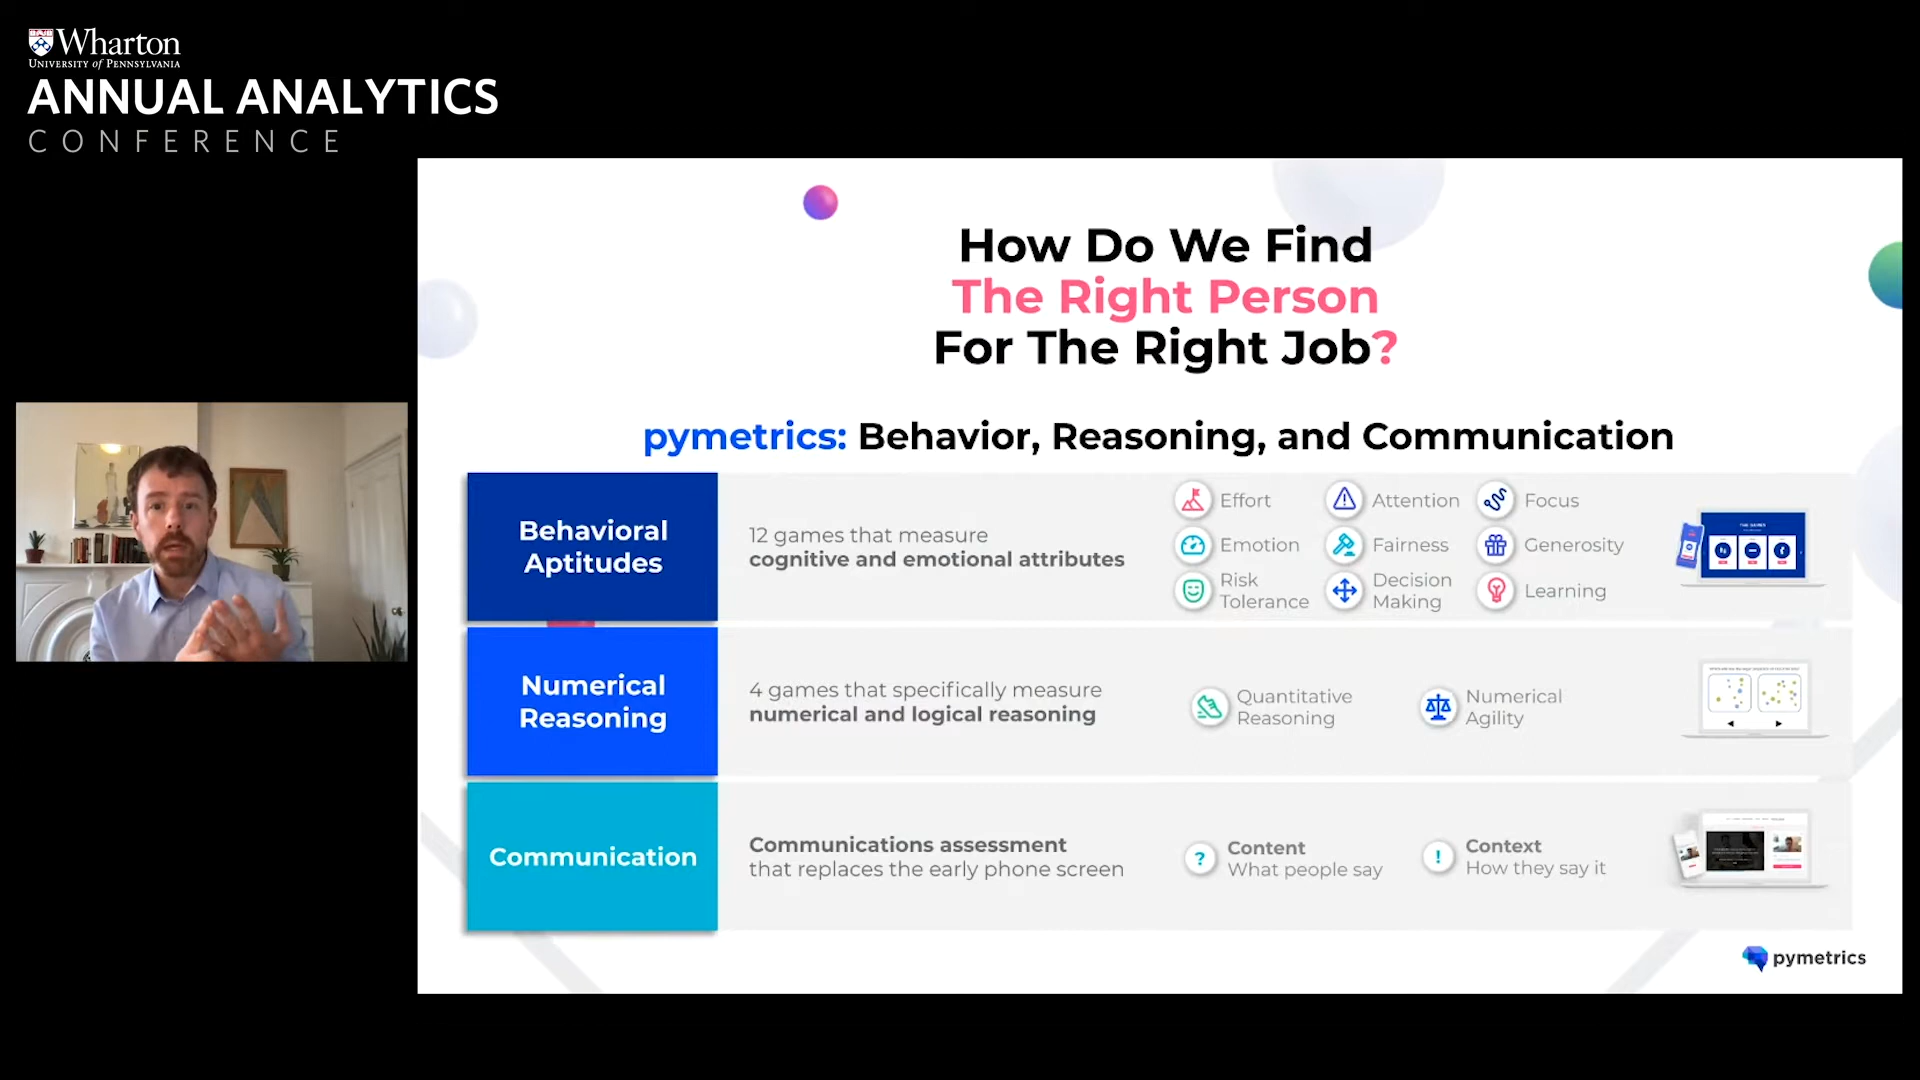 Wharton
UNIVERSITY of PENNSYLVANIA
ANNUAL ANALYTICS
CONFERENCE
How Do We Find
The Right Person
For The Right Job?
pymetrics: Behavior, Reasoning, and Communication
Behavioral
Aptitudes
12 games that measure
cognitive and emotional attributes
Effort
Attention
Focus
Emotion
Fairness
Generosity
Risk
Tolerance
Decision
Making
Learning
Numerical
Reasoning
4 games that specifically measure
numerical and logical reasoning
Quantitative
Reasoning
Numerical
Agility
Communication
Communications assessment
that replaces the early phone screen
?
Content
What people say
!
Context
How they say it
pymetrics